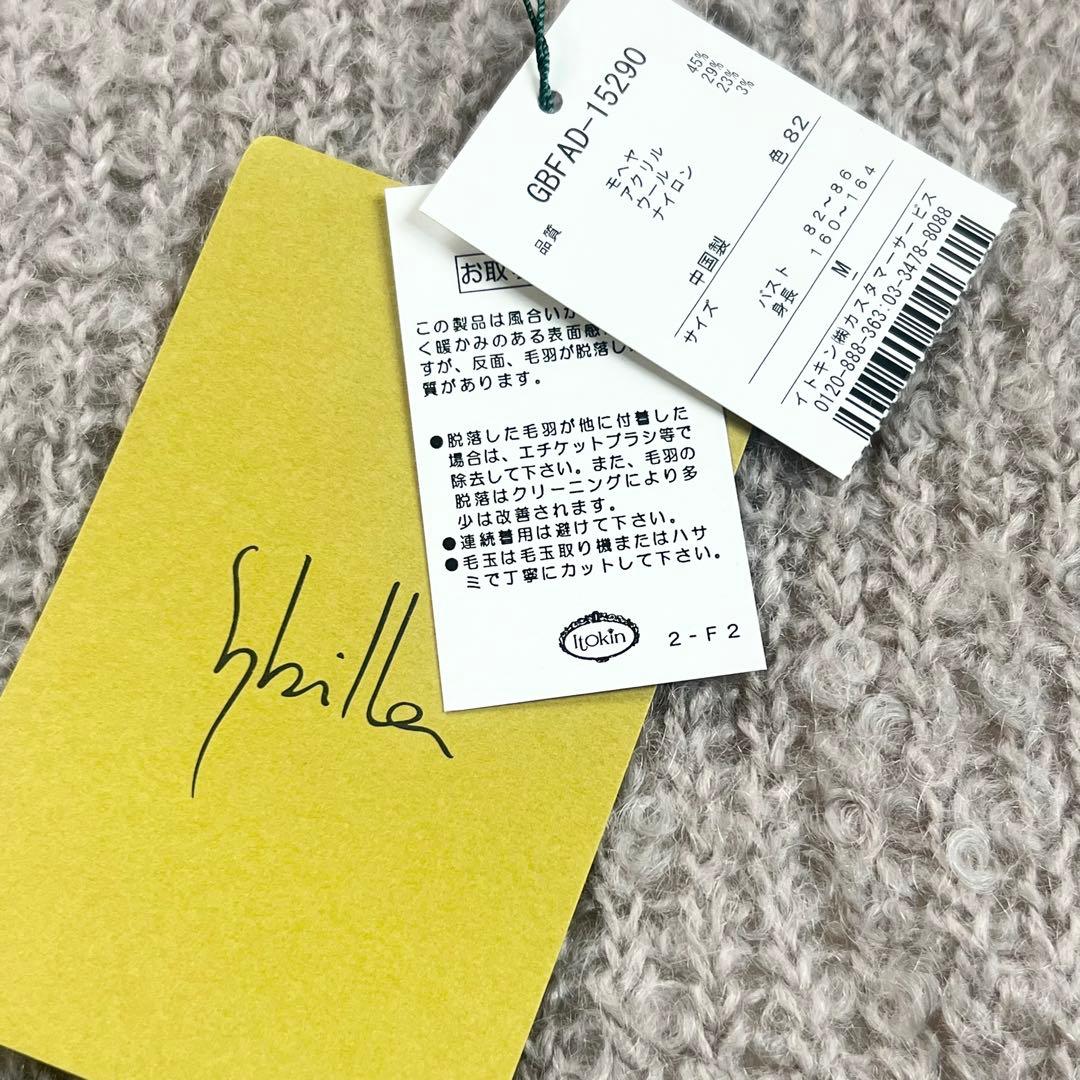 GBFAD-15290
品質
モヘヤ 45%
アクリル 29%
ウール 23%
ナイロン 3%
中国製 色 82
サイズ
バスト 82~86
身長 160~164
M
イトキン㈱カスタマーサービス
0120-888-363:03-3478-8088
お取
この製品は風合いが
く暖かみのある表面感
すが、反面、毛羽が脱落し
質があります。
●脱落した毛羽が他に付着した
場合は、エチケットブラシ等で
除去して下さい。また、毛羽の
脱落はクリーニングにより多
少は改善されます。
●連続着用は避けて下さい。
●毛玉は毛玉取り機またはハサ
ミで丁寧にカットして下さい。
Itokin 2-F2
Sybilla